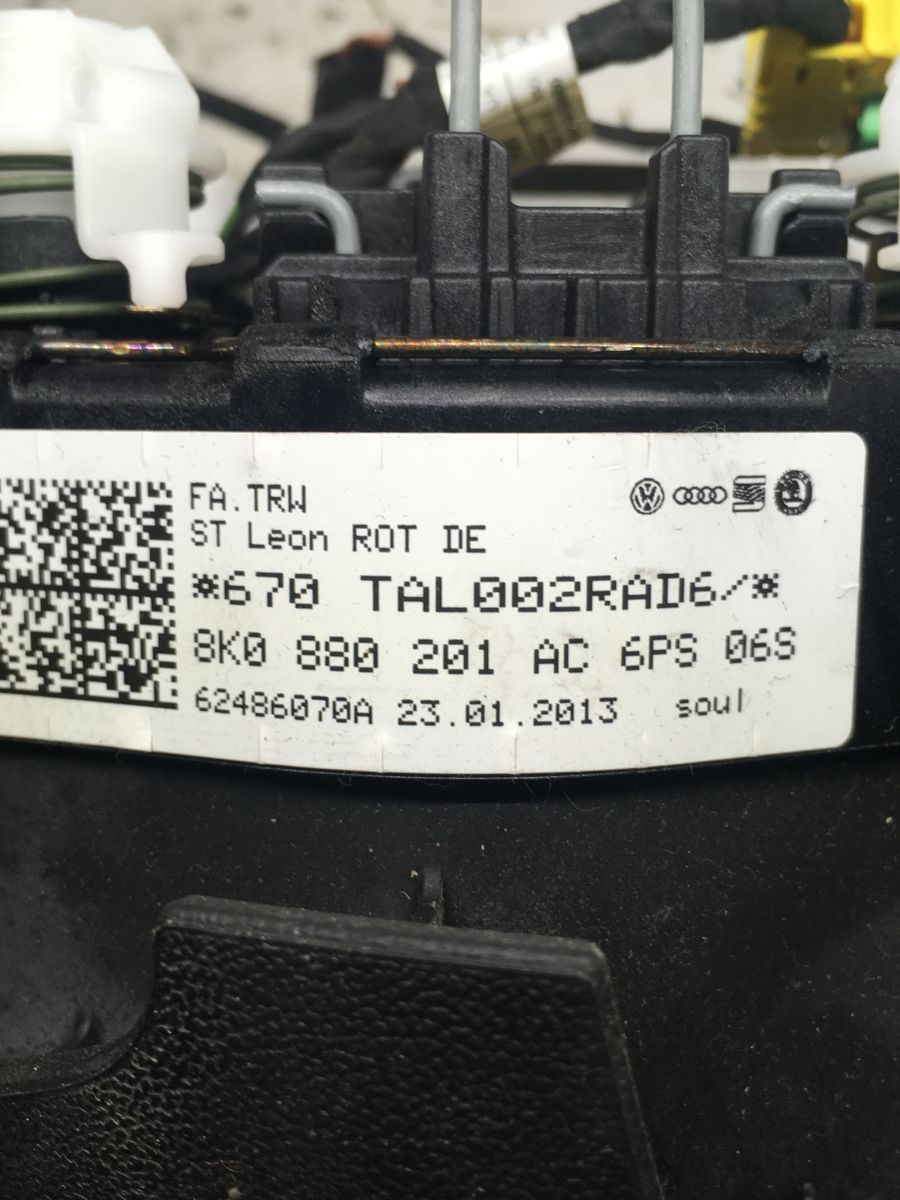 FA.TRW
ST Leon ROT DE
*670 TAL002RAD6/*
8K0 880 201 AC 6PS 06S
62486070A 23.01.2013 soul